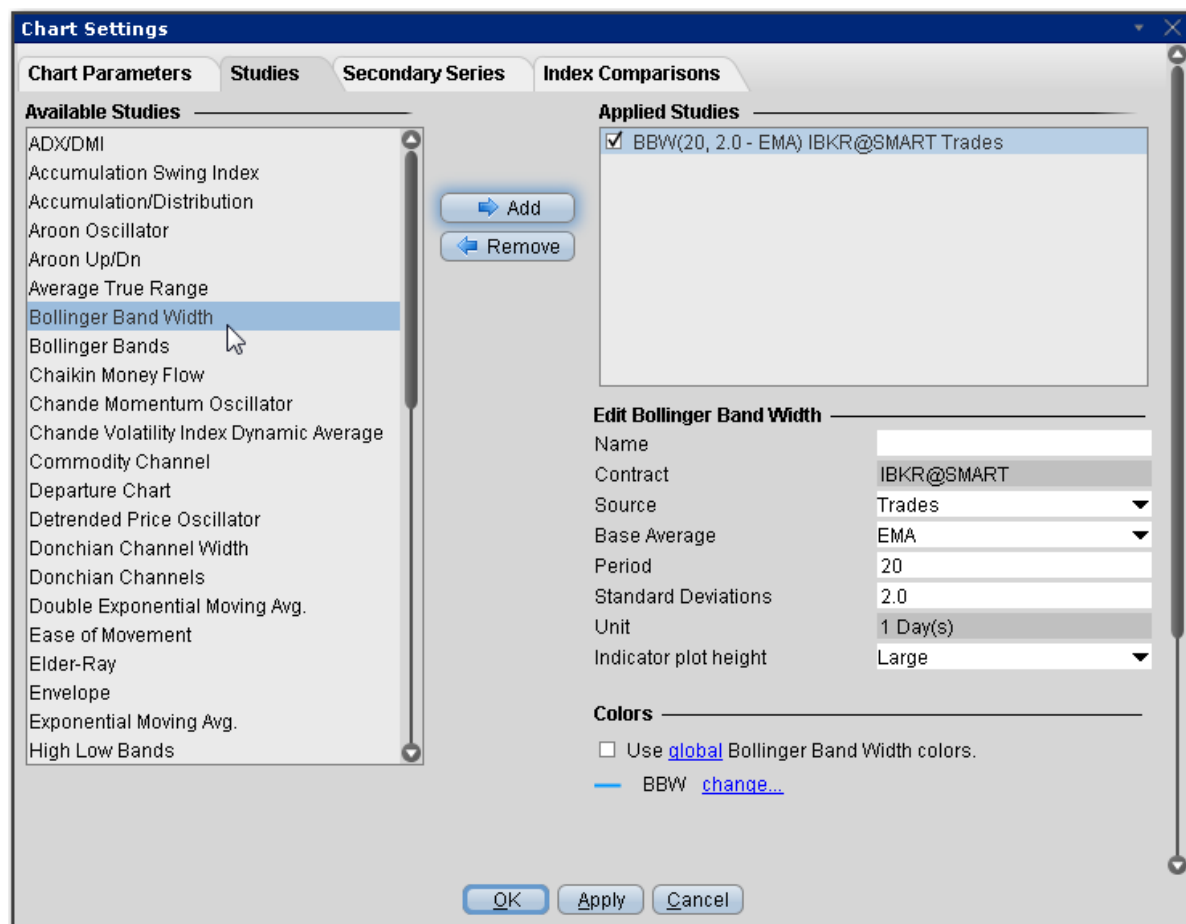 Chart Settings
Chart Parameters
Studies
Secondary Series
Index Comparisons
Available Studies
ADX/DMI
Accumulation Swing Index
Accumulation/Distribution
Aroon Oscillator
Aroon Up/Dn
Average True Range
Bollinger Band Width
Bollinger Bands
Chaikin Money Flow
Chande Momentum Oscillator
Chande Volatility Index Dynamic Average
Commodity Channel
Departure Chart
Detrended Price Oscillator
Donchian Channel Width
Donchian Channels
Double Exponential Moving Avg.
Ease of Movement
Elder-Ray
Envelope
Exponential Moving Avg.
High Low Bands
Add
Remove
Applied Studies
BBW(20, 2.0 - EMA) IBKR@SMART Trades
Edit Bollinger Band Width
Name
Contract IBKR@SMART
Source Trades
Base Average EMA
Period 20
Standard Deviations 2.0
Unit 1 Day(s)
Indicator plot height Large
Colors
Use global Bollinger Band Width colors.
BBW change...
OK
Apply
Cancel